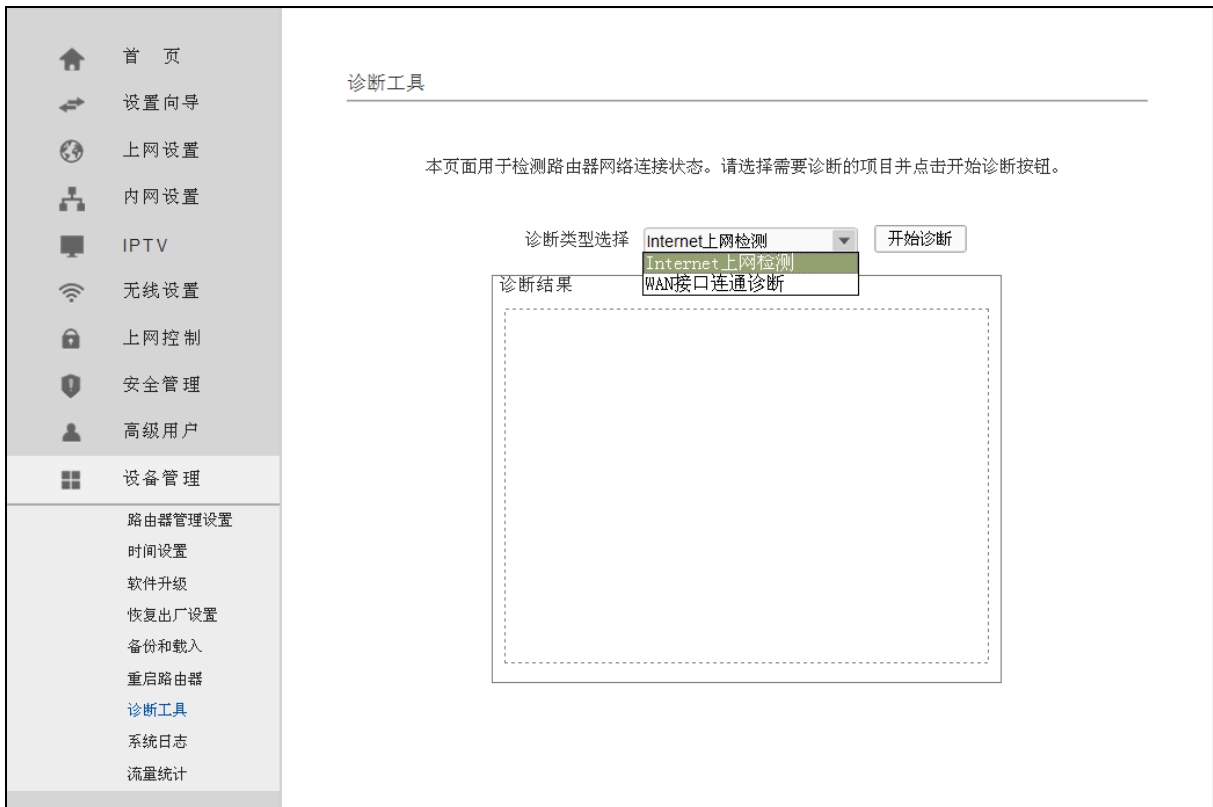 首 页
设置向导
上网设置
内网设置
IPTV
无线设置
上网控制
安全管理
高级用户
设备管理
路由器管理设置
时间设置
软件升级
恢复出厂设置
备份和载入
重启路由器
诊断工具
系统日志
流量统计
诊断工具
本页面用于检测路由器网络连接状态。请选择需要诊断的项目并点击开始诊断按钮。
诊断类型选择 Internet上网检测 开始诊断
Internet上网检测
WAN接口连通诊断
诊断结果